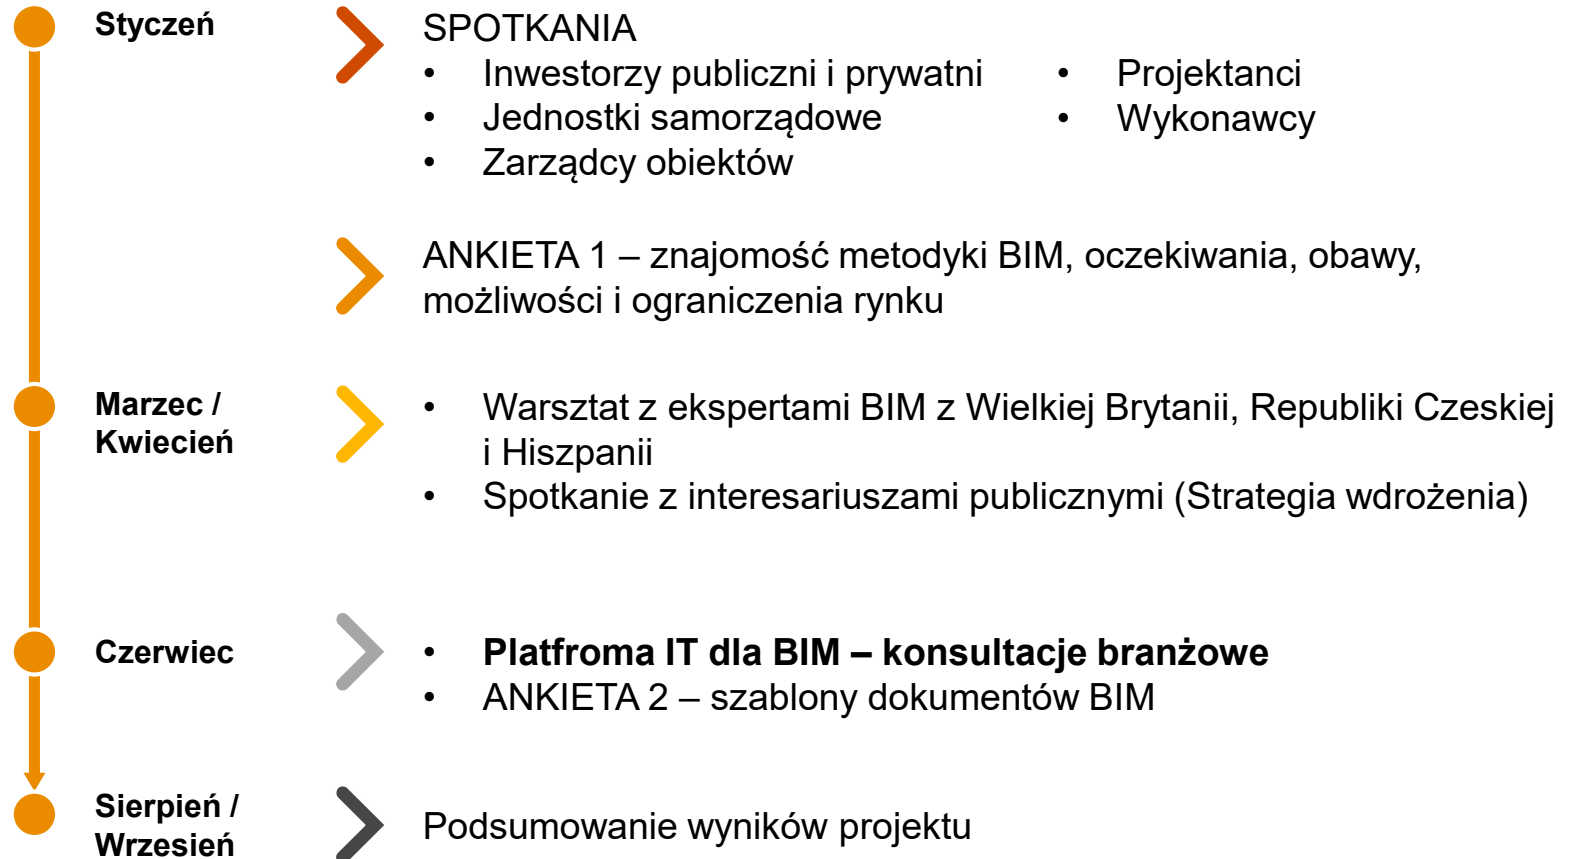 Styczeń
SPOTKANIA
• Inwestorzy publiczni i prywatni
• Jednostki samorządowe
• Zarządcy obiektów
• Projektanci
• Wykonawcy
ANKIETA 1 – znajomość metodyki BIM, oczekiwania, obawy,
możliwości i ograniczenia rynku
Marzec /
Kwiecień
• Warsztat z ekspertami BIM z Wielkiej Brytanii, Republiki Czeskiej
i Hiszpanii
• Spotkanie z interesariuszami publicznymi (Strategia wdrożenia)
Czerwiec
• Platfroma IT dla BIM – konsultacje branżowe
• ANKIETA 2 – szablony dokumentów BIM
Sierpień /
Wrzesień
Podsumowanie wyników projektu